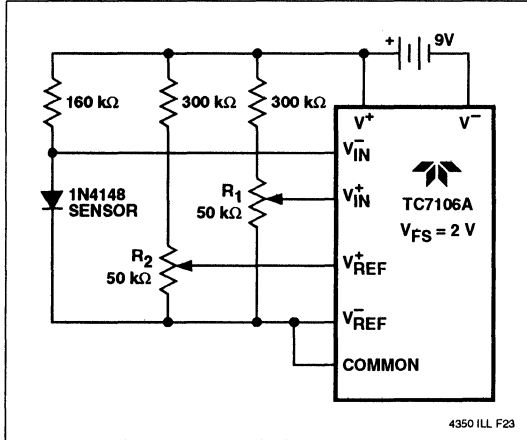 + 9V
160 kΩ
300 kΩ
300 kΩ
V+
V−
V−IN
1N4148
SENSOR
R1
50 kΩ
V+IN
TC7106A
VFS = 2 V
R2
50 kΩ
V+REF
V−REF
COMMON
4350 ILL F23